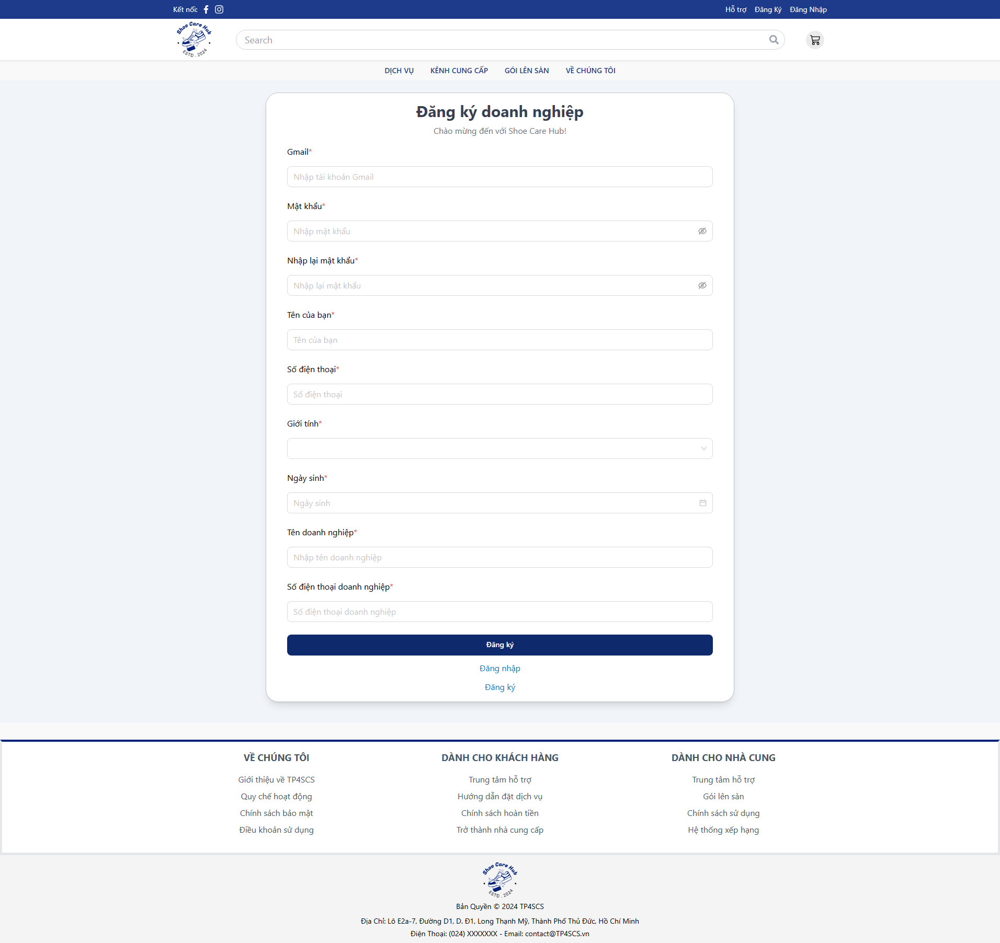 Kết nối:
Hỗ trợ Đăng Ký Đăng Nhập
Shoe Care Hub
ESTD . 2024
Search
DỊCH VỤ KÊNH CUNG CẤP GÓI LÊN SÀN VỀ CHÚNG TÔI
Đăng ký doanh nghiệp
Chào mừng đến với Shoe Care Hub!
Gmail*
Nhập tài khoản Gmail
Mật khẩu*
Nhập mật khẩu
Nhập lại mật khẩu*
Nhập lại mật khẩu
Tên của bạn*
Tên của bạn
Số điện thoại*
Số điện thoại
Giới tính*
Ngày sinh*
Ngày sinh
Tên doanh nghiệp*
Nhập tên doanh nghiệp
Số điện thoại doanh nghiệp*
Số điện thoại doanh nghiệp
Đăng ký
Đăng nhập
Đăng ký
VỀ CHÚNG TÔI
Giới thiệu về TP4SCS
Quy chế hoạt động
Chính sách bảo mật
Điều khoản sử dụng
DÀNH CHO KHÁCH HÀNG
Trung tâm hỗ trợ
Hướng dẫn đặt dịch vụ
Chính sách hoàn tiền
Trở thành nhà cung cấp
DÀNH CHO NHÀ CUNG
Trung tâm hỗ trợ
Gói lên sàn
Chính sách sử dụng
Hệ thống xếp hạng
Shoe Care Hub
ESTD . 2024
Bản Quyền © 2024 TP4SCS
Địa Chỉ: Lô E2a-7, Đường D1, D. Đ1, Long Thạnh Mỹ, Thành Phố Thủ Đức, Hồ Chí Minh
Điện Thoại: (024) XXXXXXX - Email: contact@TP4SCS.vn